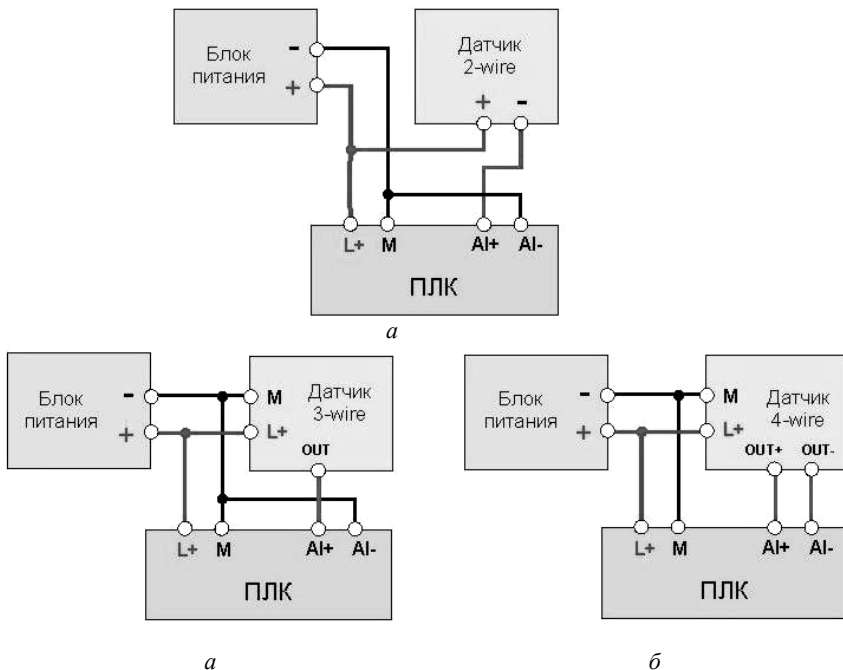 Блок
питания
-
+
Датчик
2-wire
+ -
L+ M AI+ AI-
ПЛК
а
Блок
питания
-
+
M
L+
Датчик
3-wire
OUT
L+ M AI+ AI-
ПЛК
а
Блок
питания
-
+
M
L+
Датчик
4-wire
OUT+ OUT-
L+ M AI+ AI-
ПЛК
б